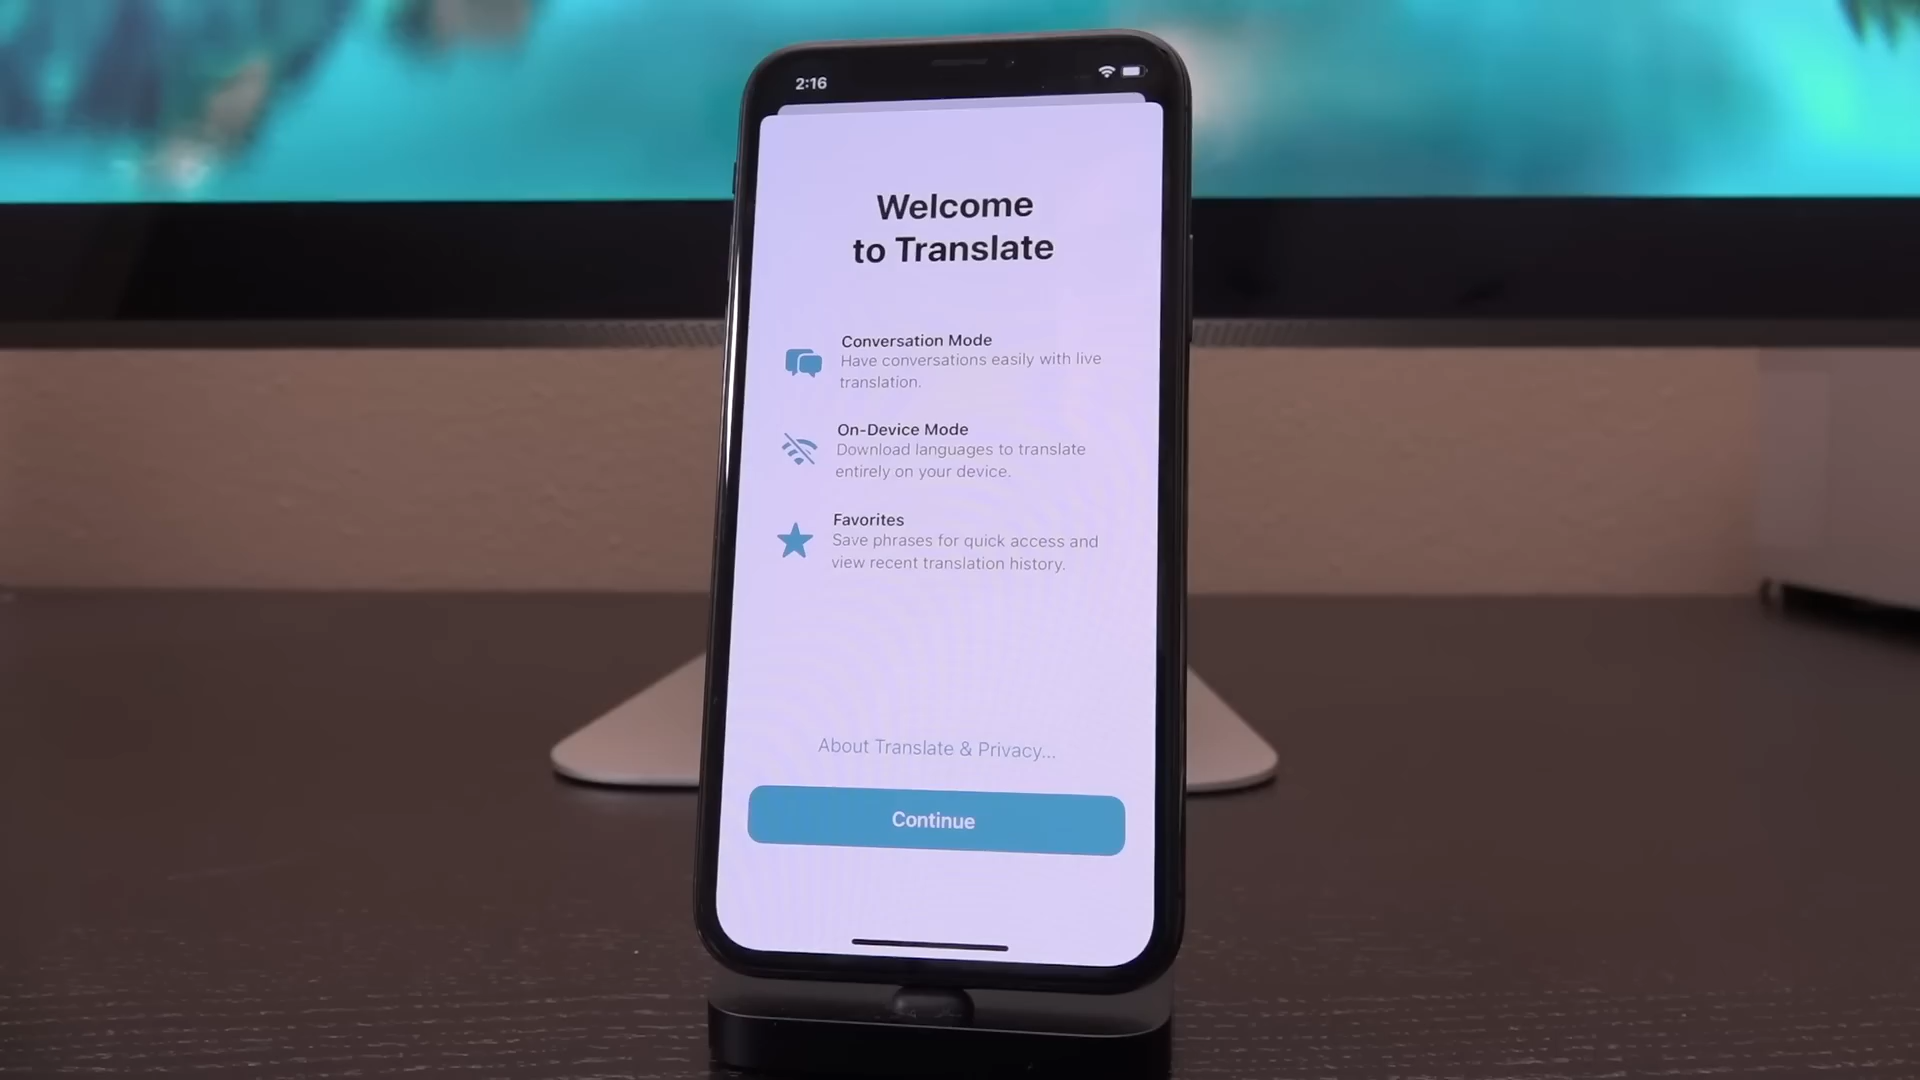 2:16
Welcome
to Translate
Conversation Mode
Have conversations easily with live
translation.
On-Device Mode
Download languages to translate
entirely on your device.
Favorites
Save phrases for quick access and
view recent translation history.
About Translate & Privacy...
Continue